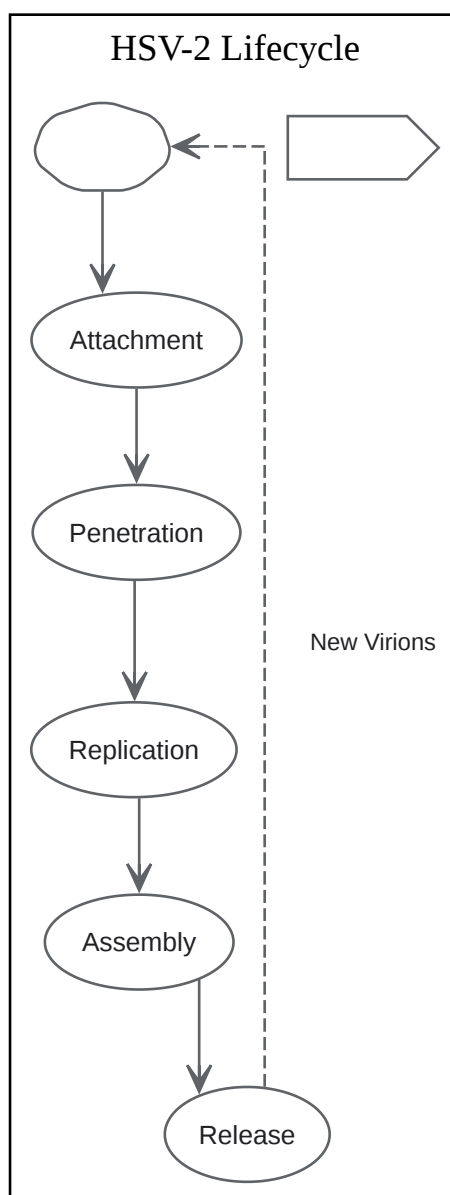 HSV-2 Lifecycle
Attachment
Penetration
New Virions
Replication
Assembly
Release